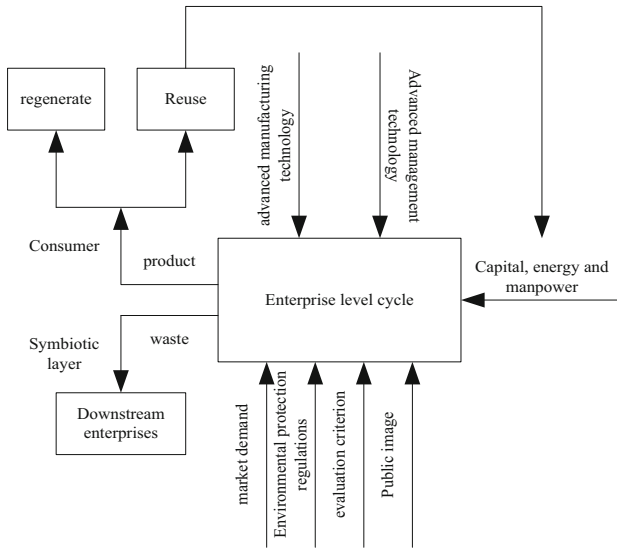 regenerate
Reuse
advanced manufacturing
technology
Advanced management
technology
Consumer
product
Enterprise level cycle
Capital, energy and
manpower
Symbiotic
layer
waste
Downstream
enterprises
market demand
Environmental protection
regulations
evaluation criterion
Public image